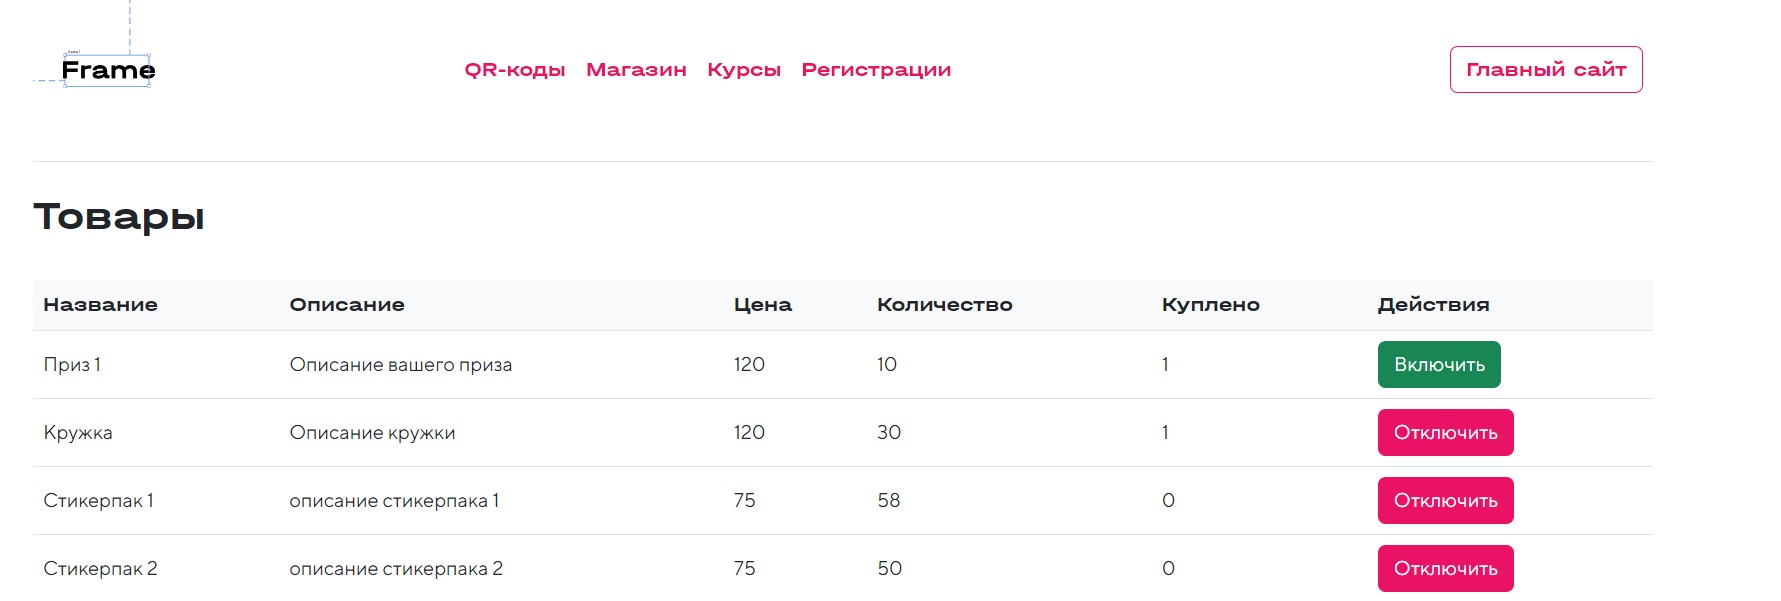 Frame QR-коды Магазин Курсы Регистрации Главный сайт
Товары
Название Описание Цена Количество Куплено Действия
Приз 1 Описание вашего приза 120 10 1 Включить
Кружка Описание кружки 120 30 1 Отключить
Стикерпак 1 описание стикерпака 1 75 58 0 Отключить
Стикерпак 2 описание стикерпака 2 75 50 0 Отключить